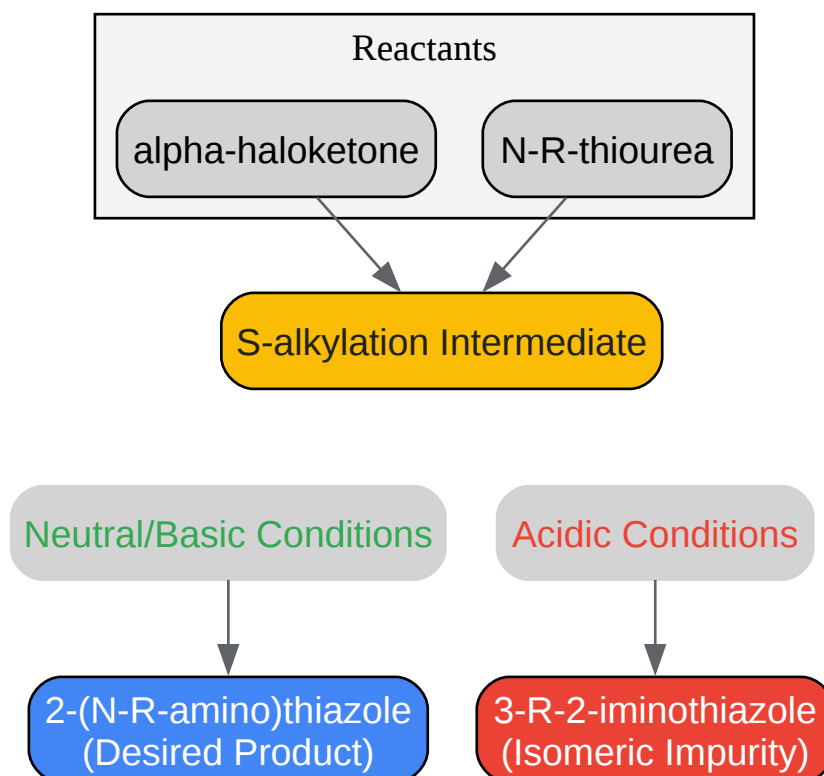 Reactants
alpha-haloketone
N-R-thiourea
S-alkylation Intermediate
Neutral/Basic Conditions
Acidic Conditions
2-(N-R-amino)thiazole
(Desired Product)
3-R-2-iminothiazole
(Isomeric Impurity)